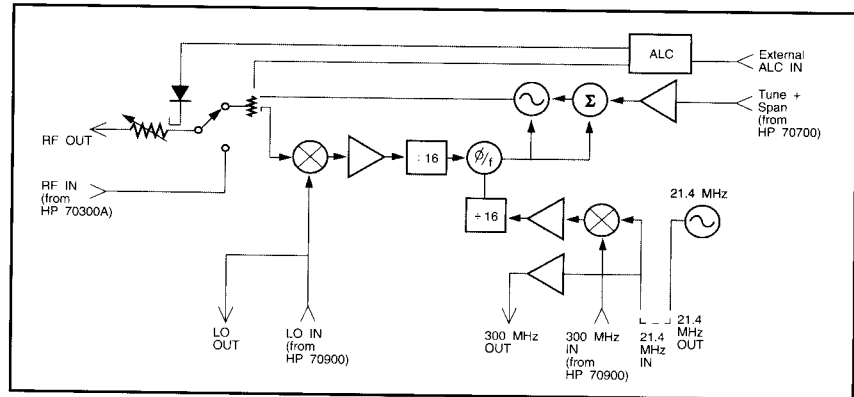 ALC
External
ALC IN
Tune +
Span
(from
HP 70700)
Σ
RF OUT
: 16
ϕ/f
RF IN
(from
HP 70300A)
÷ 16
21.4 MHz
LO
OUT
LO IN
(from
HP 70900)
300 MHz
OUT
300 MHz
IN
(from
HP 70900)
21.4
MHz
IN
21.4
MHz
OUT